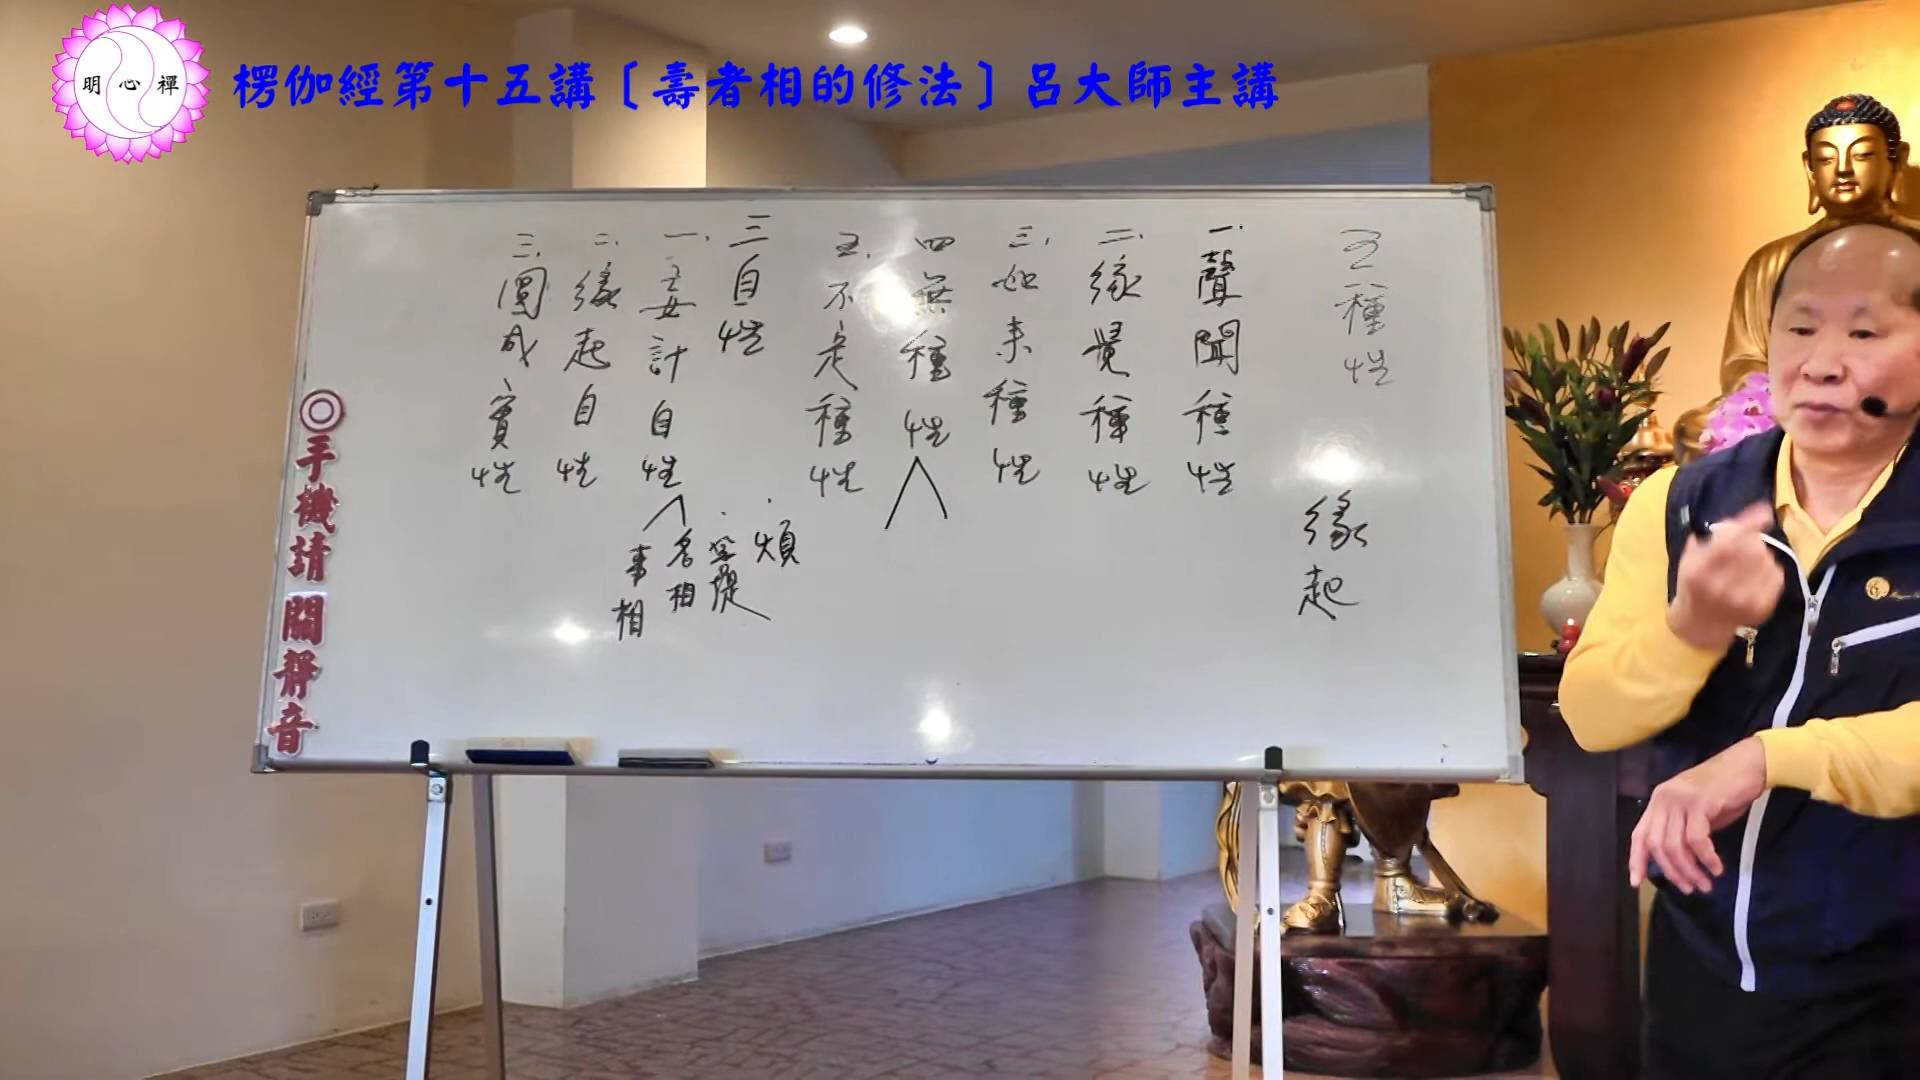 明心禪
楞伽經第十五講〔壽者相的修法〕呂大師主講
五種性
緣起
一.聲聞種性
二.緣覺種性
三.如來種性
四無種性
五.不定種性
三自性
一.妄計自性
名相
事相
菩提
煩
二.緣起自性
三.圓成實性
◎手機請關靜音